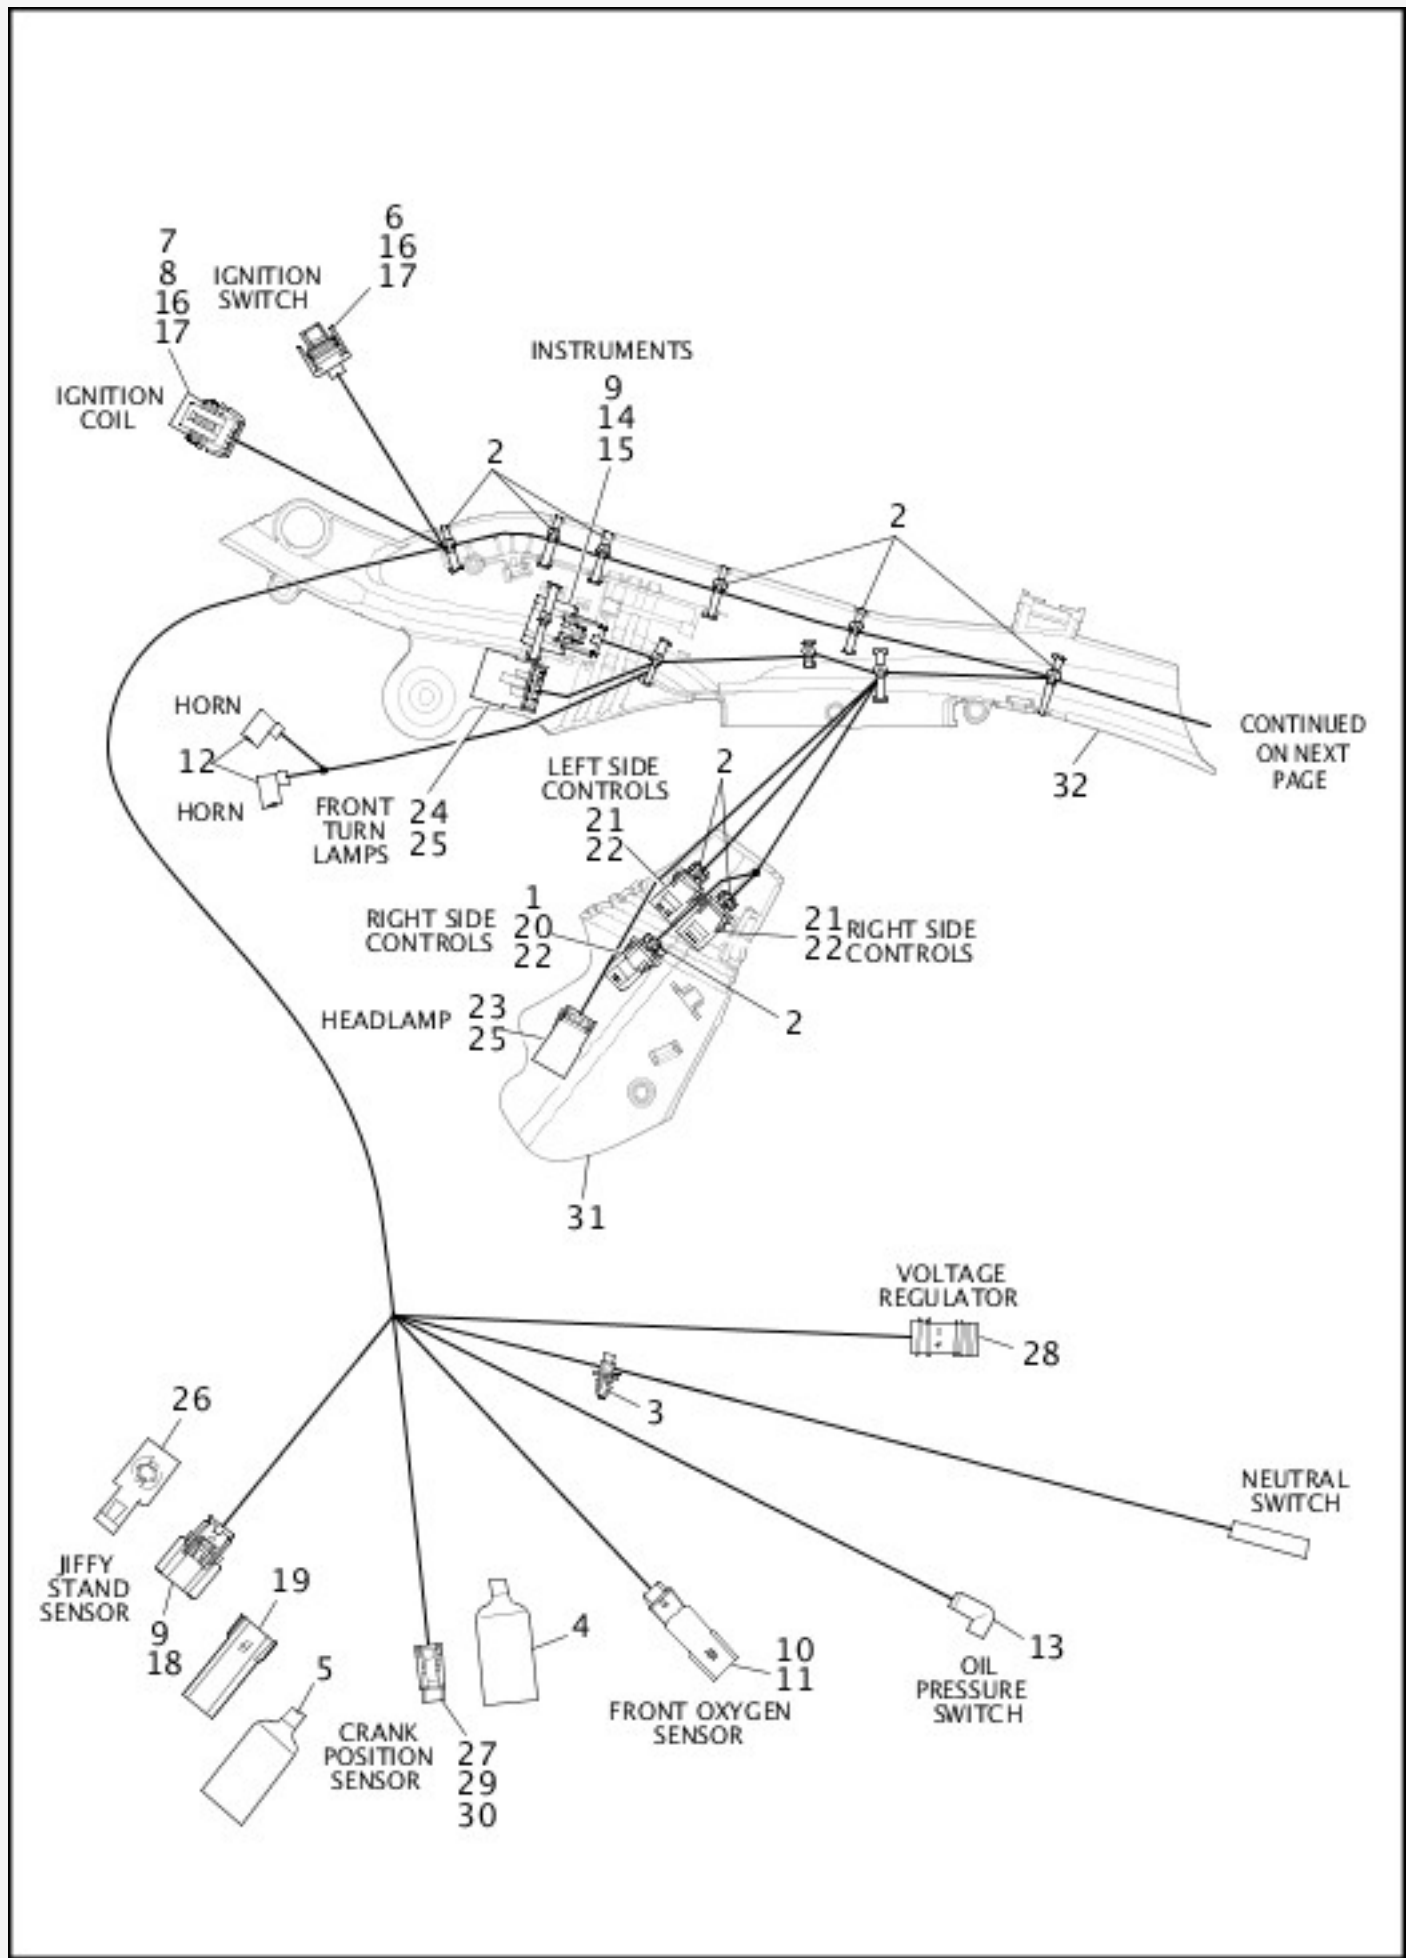 6
16
17
7
8
16
17
IGNITION
SWITCH
INSTRUMENTS
9
14
15
IGNITION
COIL
2
2
HORN
12
HORN
CONTINUED
ON NEXT
PAGE
32
LEFT SIDE
CONTROLS
21
22
2
FRONT
TURN
LAMPS
24
25
RIGHT SIDE
CONTROLS
1
20
22
21
22
RIGHT SIDE
CONTROLS
HEADLAMP
23
25
2
31
VOLTAGE
REGULATOR
28
3
26
NEUTRAL
SWITCH
JIFFY
STAND
SENSOR
9
18
19
5
4
CRANK
POSITION
SENSOR
27
29
30
10
11
FRONT OXYGEN
SENSOR
13
OIL
PRESSURE
SWITCH